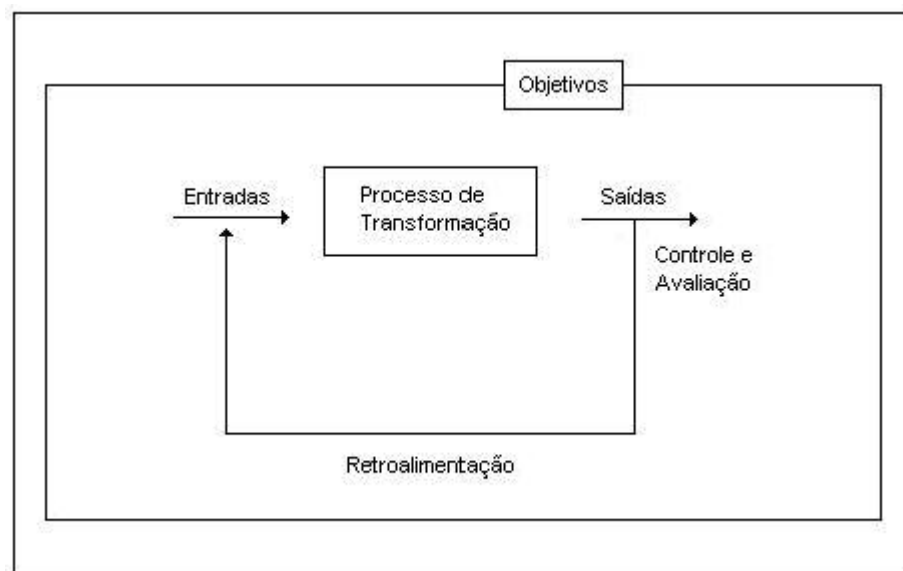 Objetivos
Entradas
Processo de
Transformação
Saídas
Controle e
Avaliação
Retroalimentação